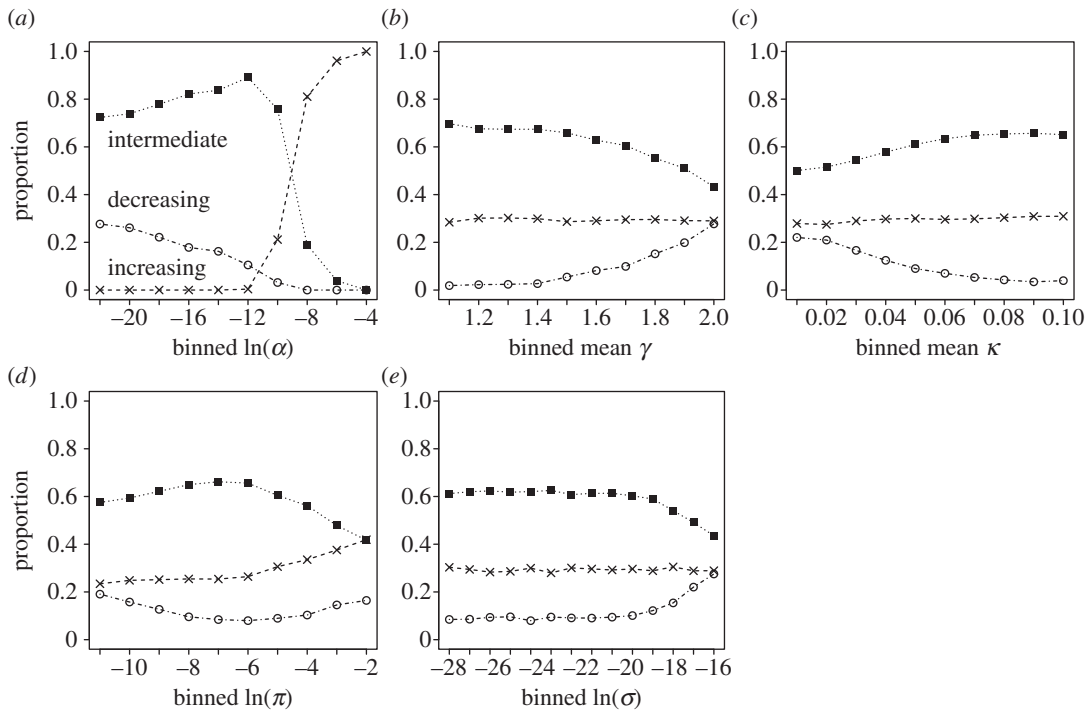 (a) (b) (c)
1.0 1.0 1.0
0.8 0.8 0.8
intermediate
0.6 0.6 0.6
proportion
0.4 0.4 0.4
decreasing
0.2 0.2 0.2
increasing
0 0 0
−20 −16 −12 −8 −4 1.2 1.4 1.6 1.8 2.0 0.02 0.04 0.06 0.08 0.10
binned ln(α) binned mean γ binned mean κ
(d) (e)
1.0 1.0
0.8 0.8
0.6 0.6
proportion
0.4 0.4
0.2 0.2
0 0
−10 −8 −6 −4 −2 −28 −26 −24 −22 −20 −18 −16
binned ln(π) binned ln(σ)